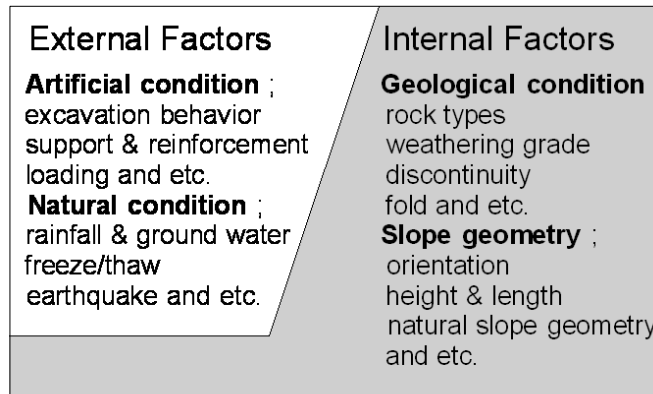 External Factors
Artificial condition ;
excavation behavior
support & reinforcement
loading and etc.
Natural condition ;
rainfall & ground water
freeze/thaw
earthquake and etc.
Internal Factors
Geological condition
rock types
weathering grade
discontinuity
fold and etc.
Slope geometry ;
orientation
height & length
natural slope geometry
and etc.